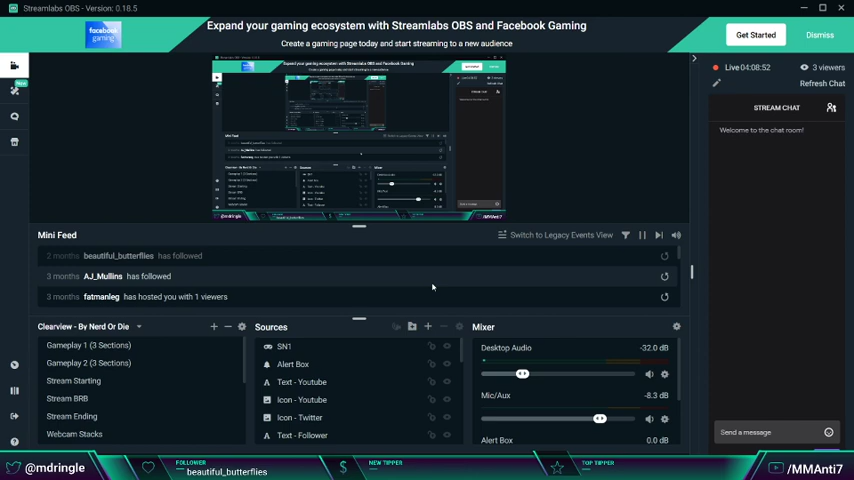 Streamlabs OBS - Version: 0.18.5
facebook gaming
Expand your gaming ecosystem with Streamlabs OBS and Facebook Gaming
Create a gaming page today and start streaming to a new audience
Get Started
Dismiss
New
Live 04:08:52
3 viewers
Refresh Chat
STREAM CHAT
Welcome to the chat room!
Mini Feed
Switch to Legacy Events View
2 months beautiful_butterflies has followed
3 months AJ_Mullins has followed
3 months fatmanleg has hosted you with 1 viewers
Clearview - By Nerd Or Die
Gameplay 1 (3 Sections)
Gameplay 2 (3 Sections)
Stream Starting
Stream BRB
Stream Ending
Webcam Stacks
Sources
SN1
Alert Box
Text - Youtube
Icon - Youtube
Icon - Twitter
Text - Follower
Mixer
Desktop Audio -32.0 dB
Mic/Aux -8.3 dB
Alert Box 0.0 dB
Send a message
@mdringle
FOLLOWER
beautiful_butterflies
NEW TIPPER
TOP TIPPER
/MMAnti7